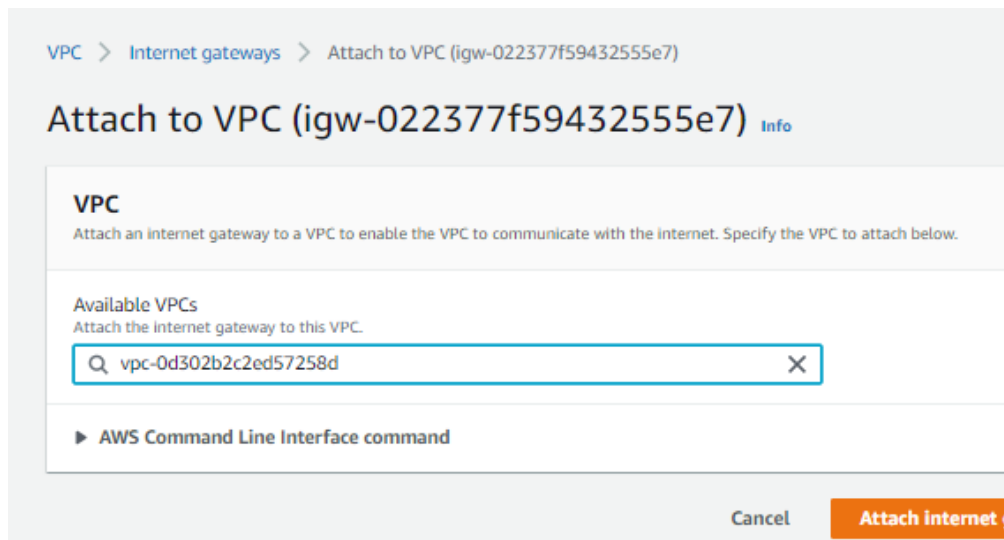 VPC > Internet gateways > Attach to VPC (igw-022377f59432555e7)
Attach to VPC (igw-022377f59432555e7) Info
VPC
Attach an internet gateway to a VPC to enable the VPC to communicate with the internet. Specify the VPC to attach below.
Available VPCs
Attach the internet gateway to this VPC.
vpc-0d302b2c2ed57258d
AWS Command Line Interface command
Cancel Attach internet